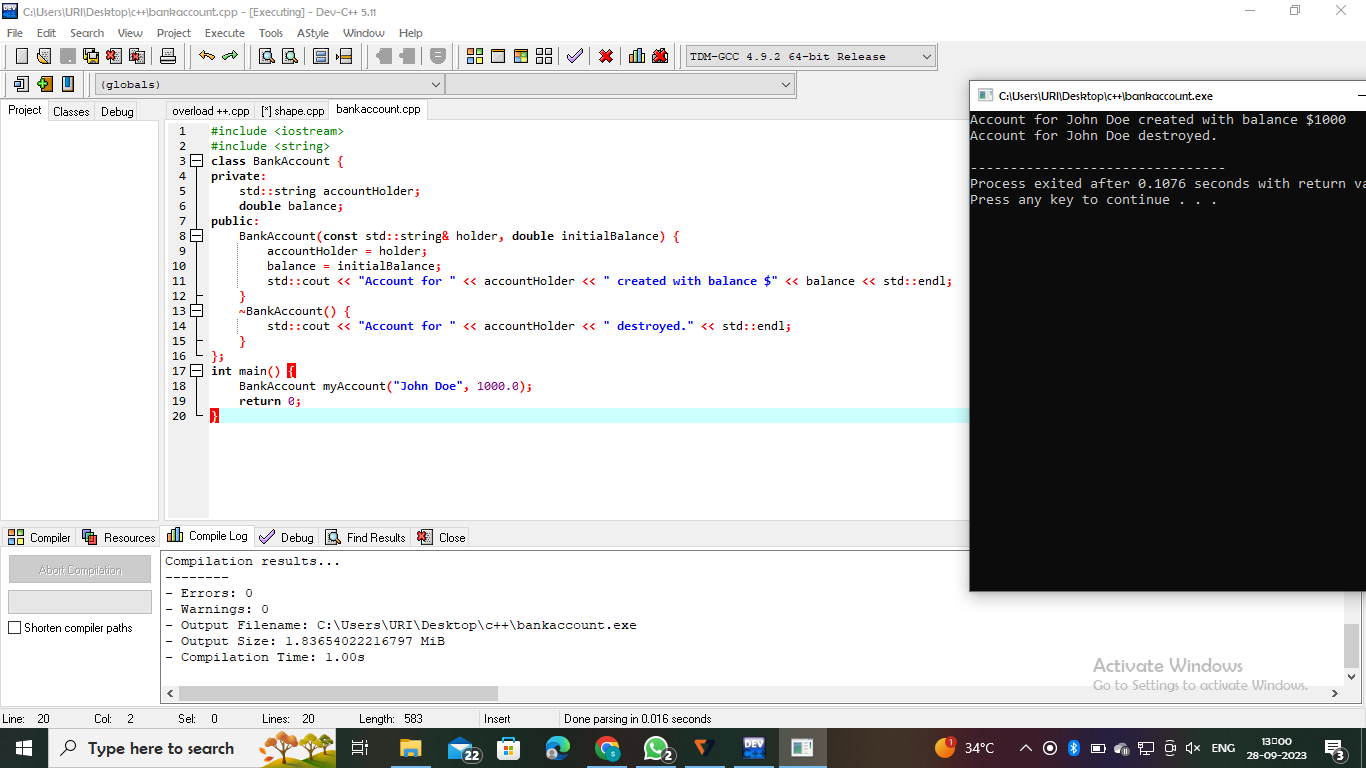 C:\Users\URI\Desktop\c++\bankaccount.cpp - [Executing] - Dev-C++ 5.11
File Edit Search View Project Execute Tools AStyle Window Help
TDM-GCC 4.9.2 64-bit Release
(globals)
Project Classes Debug
overload ++.cpp [*] shape.cpp bankaccount.cpp
1 #include <iostream>
2 #include <string>
3 class BankAccount {
4 private:
5 std::string accountHolder;
6 double balance;
7 public:
8 BankAccount(const std::string& holder, double initialBalance) {
9 accountHolder = holder;
10 balance = initialBalance;
11 std::cout << "Account for " << accountHolder << " created with balance $" << balance << std::endl;
12 }
13 ~BankAccount() {
14 std::cout << "Account for " << accountHolder << " destroyed." << std::endl;
15 }
16 };
17 int main() {
18 BankAccount myAccount("John Doe", 1000.0);
19 return 0;
20 }
C:\Users\URI\Desktop\c++\bankaccount.exe
Account for John Doe created with balance $1000
Account for John Doe destroyed.
--------------------------------
Process exited after 0.1076 seconds with return va
Press any key to continue . . .
Compiler Resources Compile Log Debug Find Results Close
Abort Compilation
Shorten compiler paths
Compilation results...
--------
- Errors: 0
- Warnings: 0
- Output Filename: C:\Users\URI\Desktop\c++\bankaccount.exe
- Output Size: 1.83654022216797 MiB
- Compilation Time: 1.00s
Activate Windows
Go to Settings to activate Windows.
Line: 20 Col: 2 Sel: 0 Lines: 20 Length: 583 Insert Done parsing in 0.016 seconds
Type here to search
22
2
DEV
1
34°C
ENG
13:00
28-09-2023
3